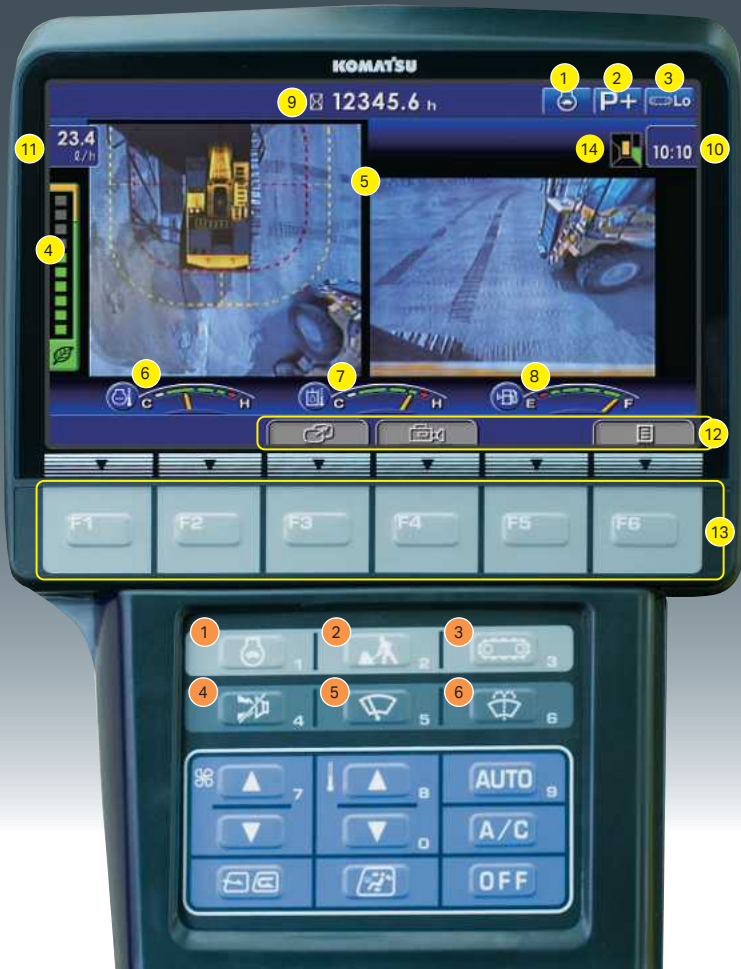 KOMATSU
1 2 3
9 12345.6 h P+ Lo
11 23.4 l/h 14 10:10 10
5
4
6 7 8
C H C H E F
12
F1 F2 F3 F4 F5 F6
13
1 2 3
1 2 3
4 5 6
4 5 6
7 8 AUTO 9
0 A/C
OFF